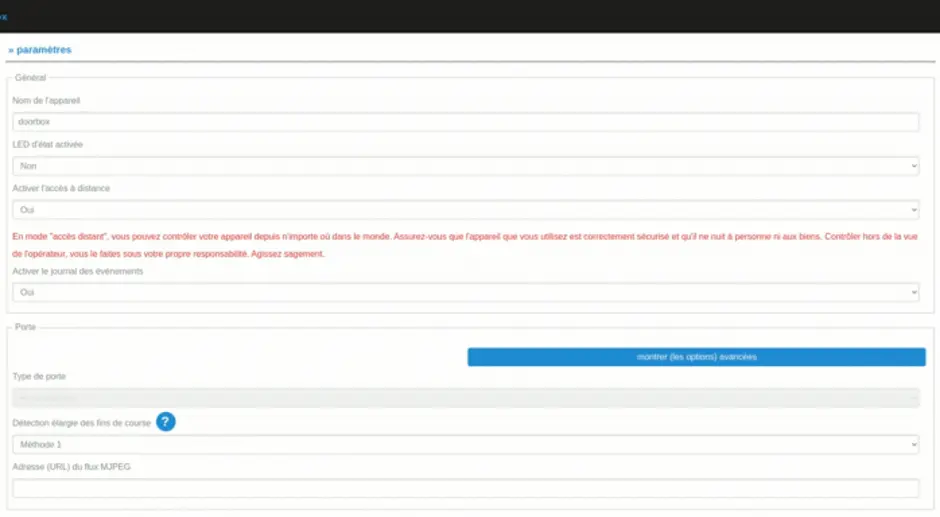 » paramètres
Général
Nom de l'appareil
doorbox
LED d'état activée
Non
Activer l'accès à distance
Oui
En mode "accès distant", vous pouvez contrôler votre appareil depuis n'importe où dans le monde. Assurez-vous que l'appareil que vous utilisez est correctement sécurisé et qu'il ne nuit à personne ni aux biens. Contrôler hors de la vue
de l'opérateur, vous le faites sous votre propre responsabilité. Agissez sagement.
Activer le journal des événements
Oui
Porte
montrer (les options) avancées
Type de porte
Détection élargie des fins de course ?
Méthode 1
Adresse (URL) du flux MJPEG